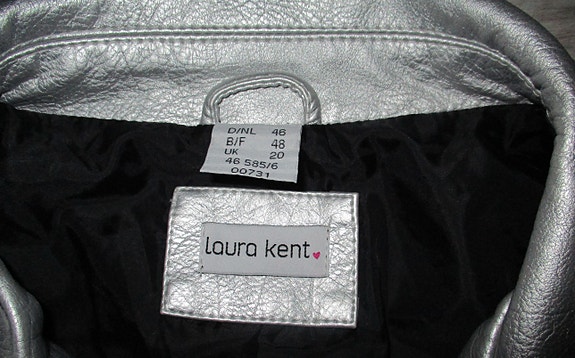 D/NL 46
B/F 48
UK 20
46 585/6
00731
laura kent